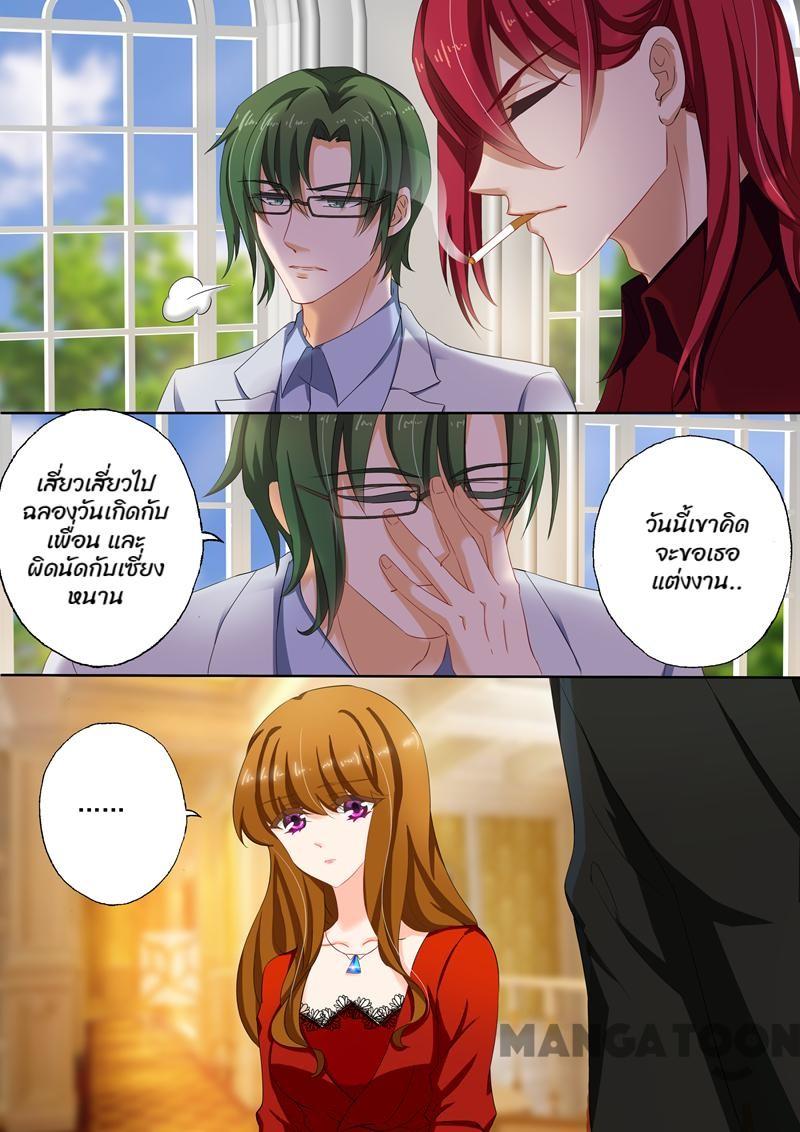 เสี่ยวเสี่ยวไป
ฉลองวันเกิดกับ
เพื่อน และ
ผิดนัดกับเซี่ยง
หนาน
วันนี้เขาคิด
จะขอเธอ
แต่งงาน..
......
MANGATOON